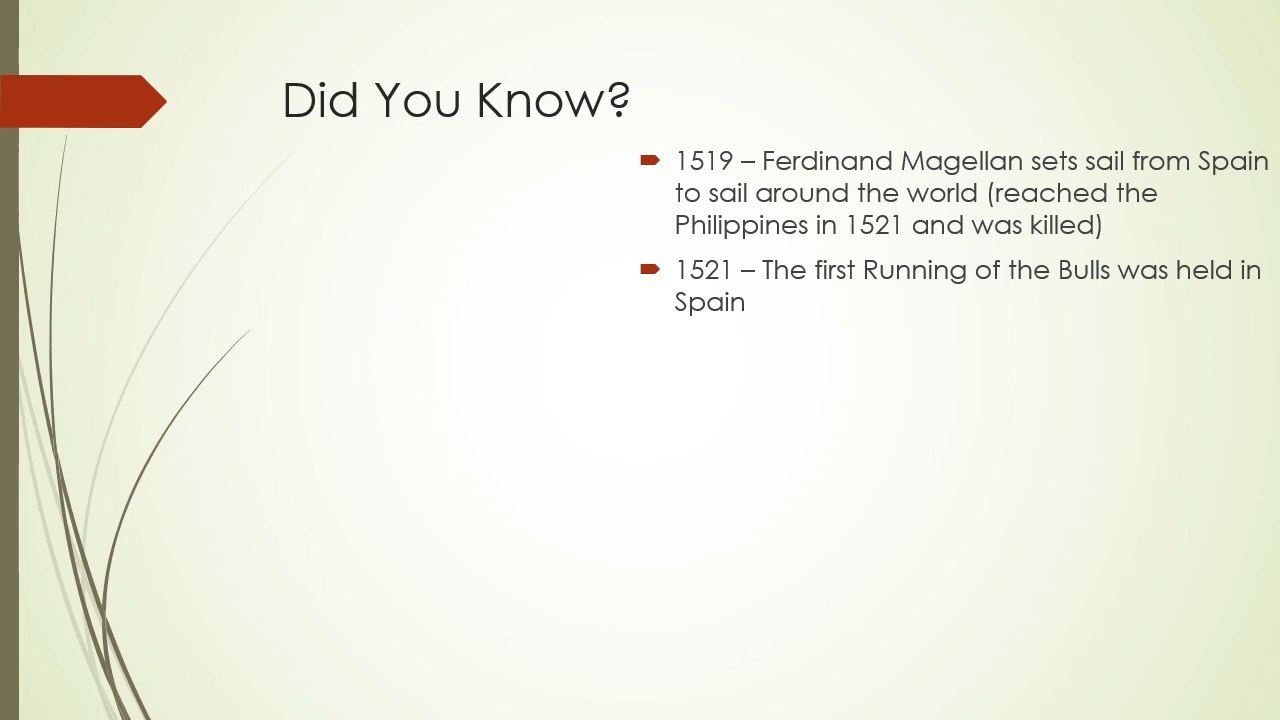 Did You Know?
1519 – Ferdinand Magellan sets sail from Spain
to sail around the world (reached the
Philippines in 1521 and was killed)
1521 – The first Running of the Bulls was held in
Spain